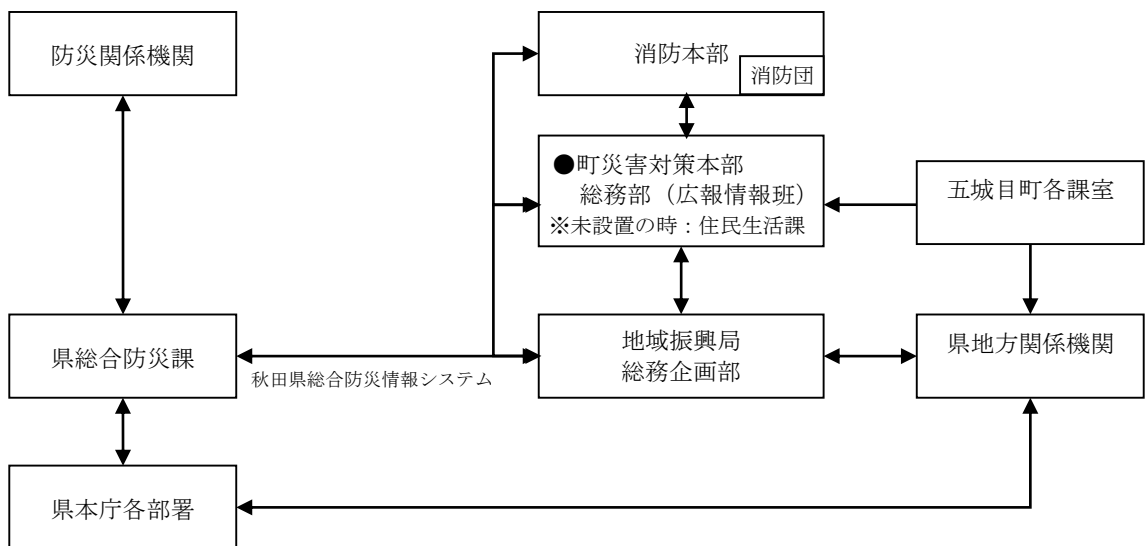 防災関係機関
消防本部
消防団
●町災害対策本部
総務部（広報情報班）
※未設置の時：住民生活課
五城目町各課室
県総合防災課
秋田県総合防災情報システム
地域振興局
総務企画部
県地方関係機関
県本庁各部署